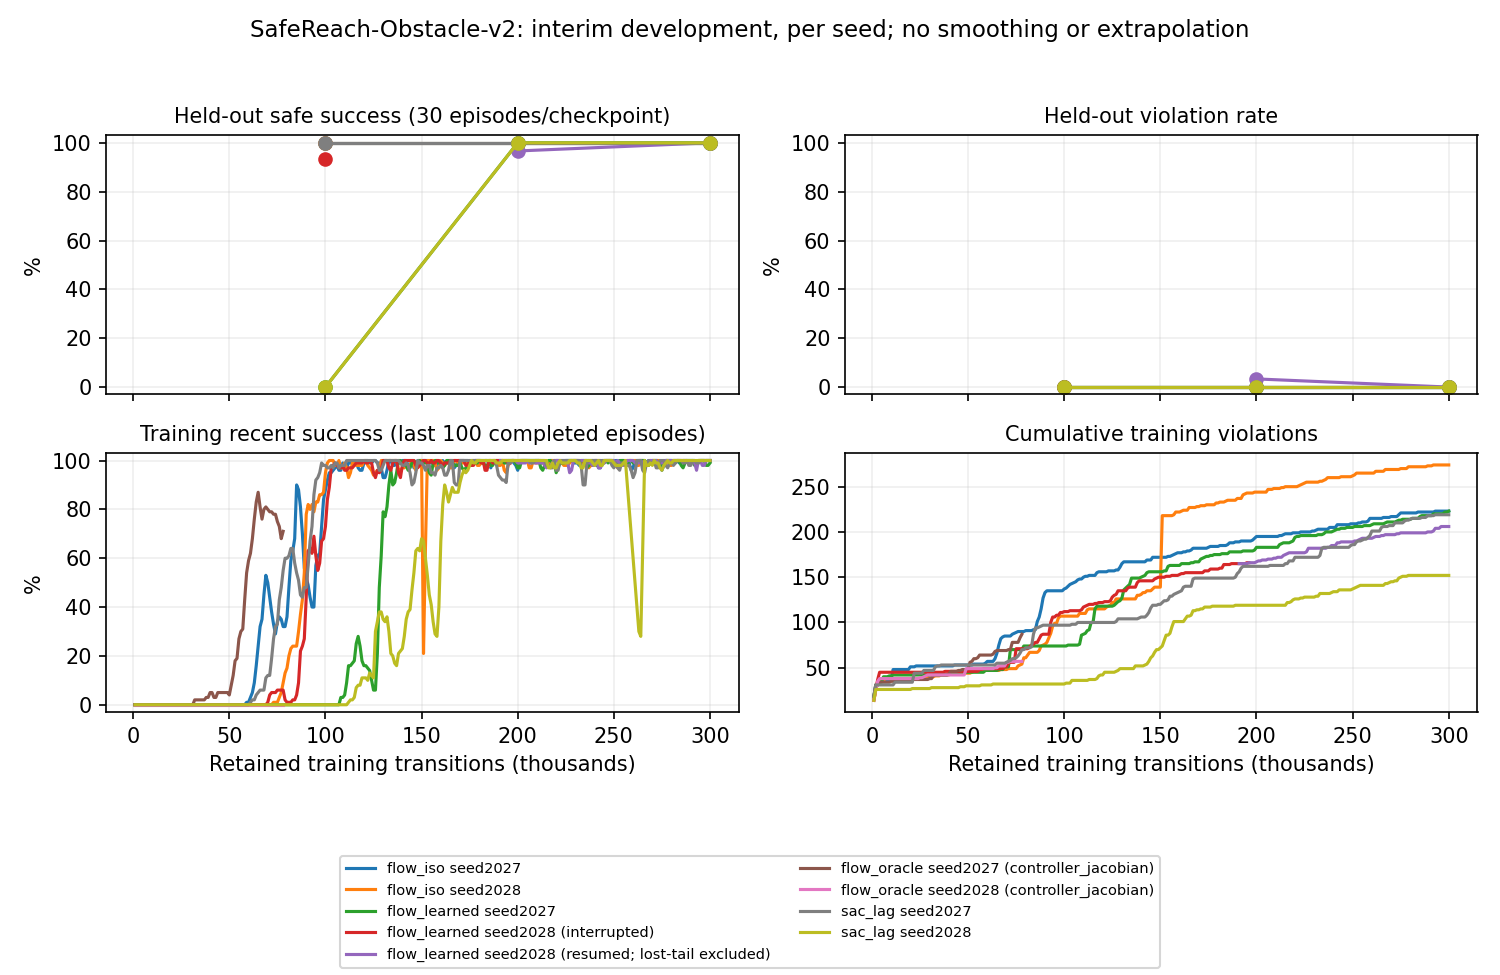 SafeReach-Obstacle-v2: interim development, per seed; no smoothing or extrapolation
Held-out safe success (30 episodes/checkpoint)
%
100
80
60
40
20
0
Held-out violation rate
%
100
80
60
40
20
0
Training recent success (last 100 completed episodes)
%
100
80
60
40
20
0
0 50 100 150 200 250 300
Retained training transitions (thousands)
Cumulative training violations
250
200
150
100
50
0 50 100 150 200 250 300
Retained training transitions (thousands)
flow_iso seed2027
flow_iso seed2028
flow_learned seed2027
flow_learned seed2028 (interrupted)
flow_learned seed2028 (resumed; lost-tail excluded)
flow_oracle seed2027 (controller_jacobian)
flow_oracle seed2028 (controller_jacobian)
sac_lag seed2027
sac_lag seed2028